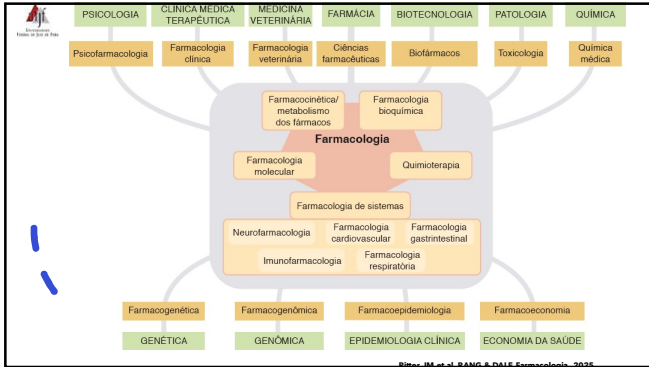 PSICOLOGIA
CLÍNICA MÉDICA
TERAPÊUTICA
MEDICINA
VETERINÁRIA
FARMÁCIA
BIOTECNOLOGIA
PATOLOGIA
QUÍMICA
Psicofarmacologia
Farmacologia
clínica
Farmacologia
veterinária
Ciências
farmacêuticas
Biofármacos
Toxicologia
Química
médica
Farmacocinética/
metabolismo
dos fármacos
Farmacologia
bioquímica
Farmacologia
Farmacologia
molecular
Quimioterapia
Farmacologia de sistemas
Neurofarmacologia
Farmacologia
cardiovascular
Farmacologia
gastrintestinal
Imunofarmacologia
Farmacologia
respiratória
Farmacogenética
Farmacogenômica
Farmacoepidemiologia
Farmacoeconomia
GENÉTICA
GENÔMICA
EPIDEMIOLOGIA CLÍNICA
ECONOMIA DA SAÚDE
Ritter JM et al. RANG & DALE Farmacologia, 2025